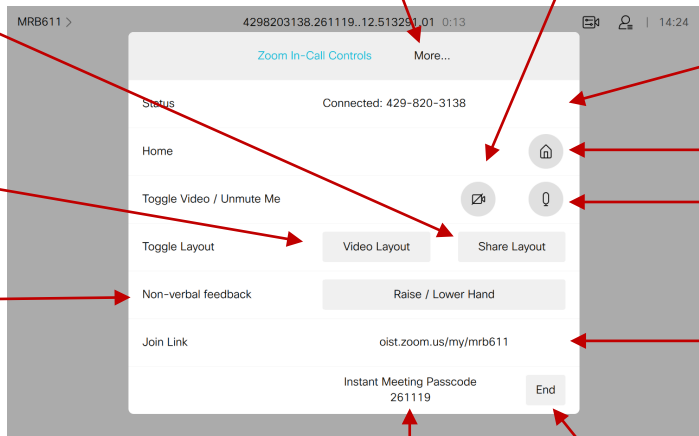 MRB611 > 4298203138.261119..12.513291.01 0:13 | 14:24
Zoom In-Call Controls More...
Status Connected: 429-820-3138
Home
Toggle Video / Unmute Me
Toggle Layout Video Layout Share Layout
Non-verbal feedback Raise / Lower Hand
Join Link oist.zoom.us/my/mrb611
Instant Meeting Passcode
261119 End